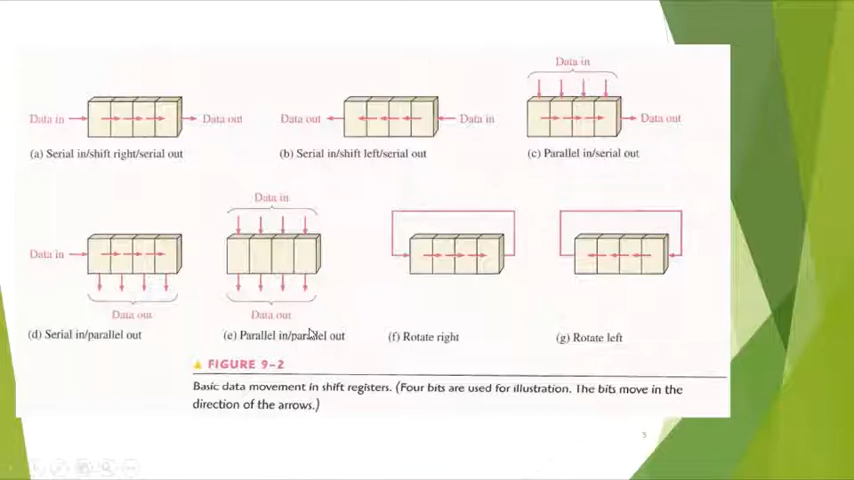 Data in
Data in
Data out
Data out
Data in
Data out
(a) Serial in/shift right/serial out
(b) Serial in/shift left/serial out
(c) Parallel in/serial out
Data in
Data in
Data out
Data out
(d) Serial in/parallel out
(e) Parallel in/parallel out
(f) Rotate right
(g) Rotate left
FIGURE 9–2
Basic data movement in shift registers. (Four bits are used for illustration. The bits move in the
direction of the arrows.)
3